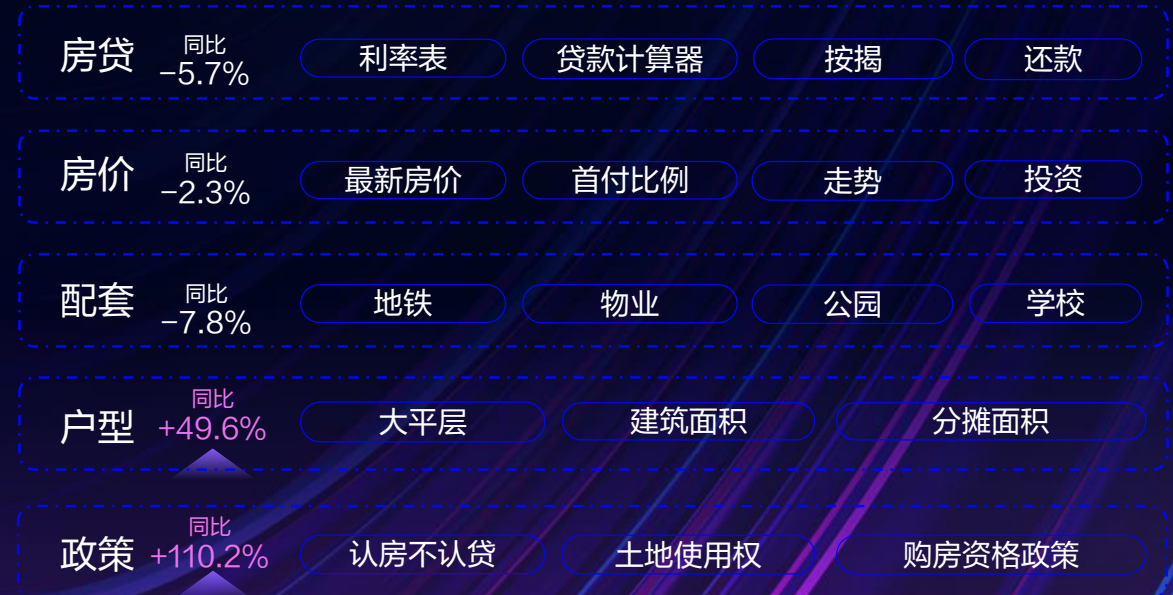 房贷 同比 -5.7% 利率表 贷款计算器 按揭 还款
房价 同比 -2.3% 最新房价 首付比例 走势 投资
配套 同比 -7.8% 地铁 物业 公园 学校
户型 同比 +49.6% 大平层 建筑面积 分摊面积
政策 同比 +110.2% 认房不认贷 土地使用权 购房资格政策